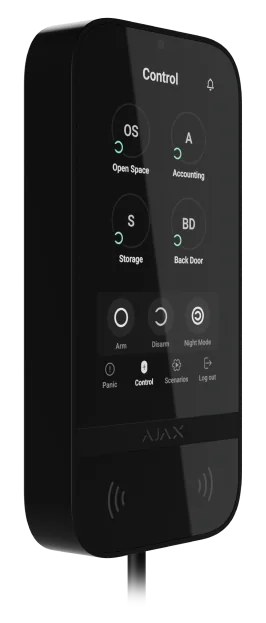 Control
OS
A
Open Space
Accounting
S
BD
Storage
Back Door
Arm
Disarm
Night Mode
Panic
Control
Scenarios
Log out
AJAX